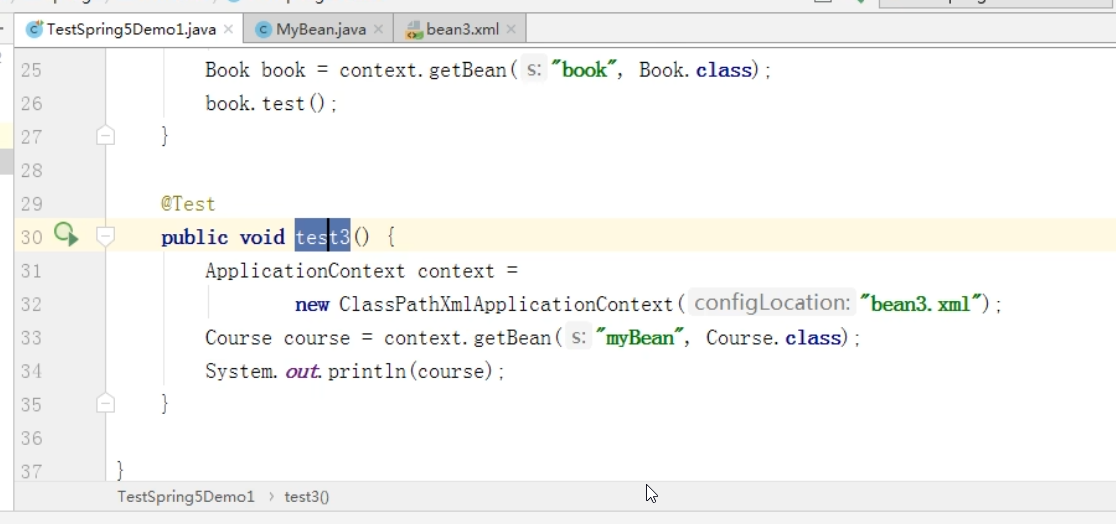 TestSpring5Demo1.java MyBean.java bean3.xml
25 Book book = context.getBean( s: "book", Book.class);
26 book.test();
27 }
28
29 @Test
30 public void test3() {
31 ApplicationContext context =
32 new ClassPathXmlApplicationContext( configLocation: "bean3.xml");
33 Course course = context.getBean( s: "myBean", Course.class);
34 System.out.println(course);
35 }
36
37 }
TestSpring5Demo1 › test3()